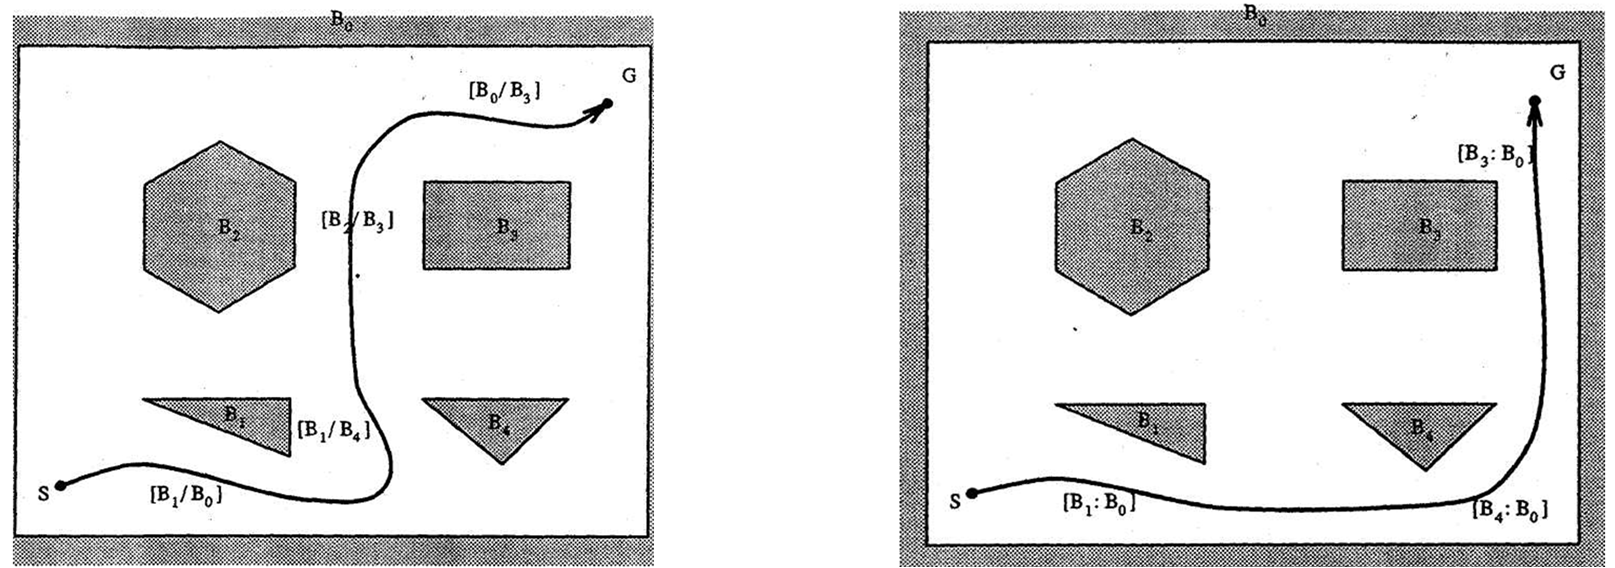 B0
G
[B0/B3]
B2
[B2/B3]
B3
B1
[B1/B4]
B4
S
[B1/B0]
B0
G
[B3:B0]
B2
B3
B1
B4
S
[B1:B0]
[B4:B0]